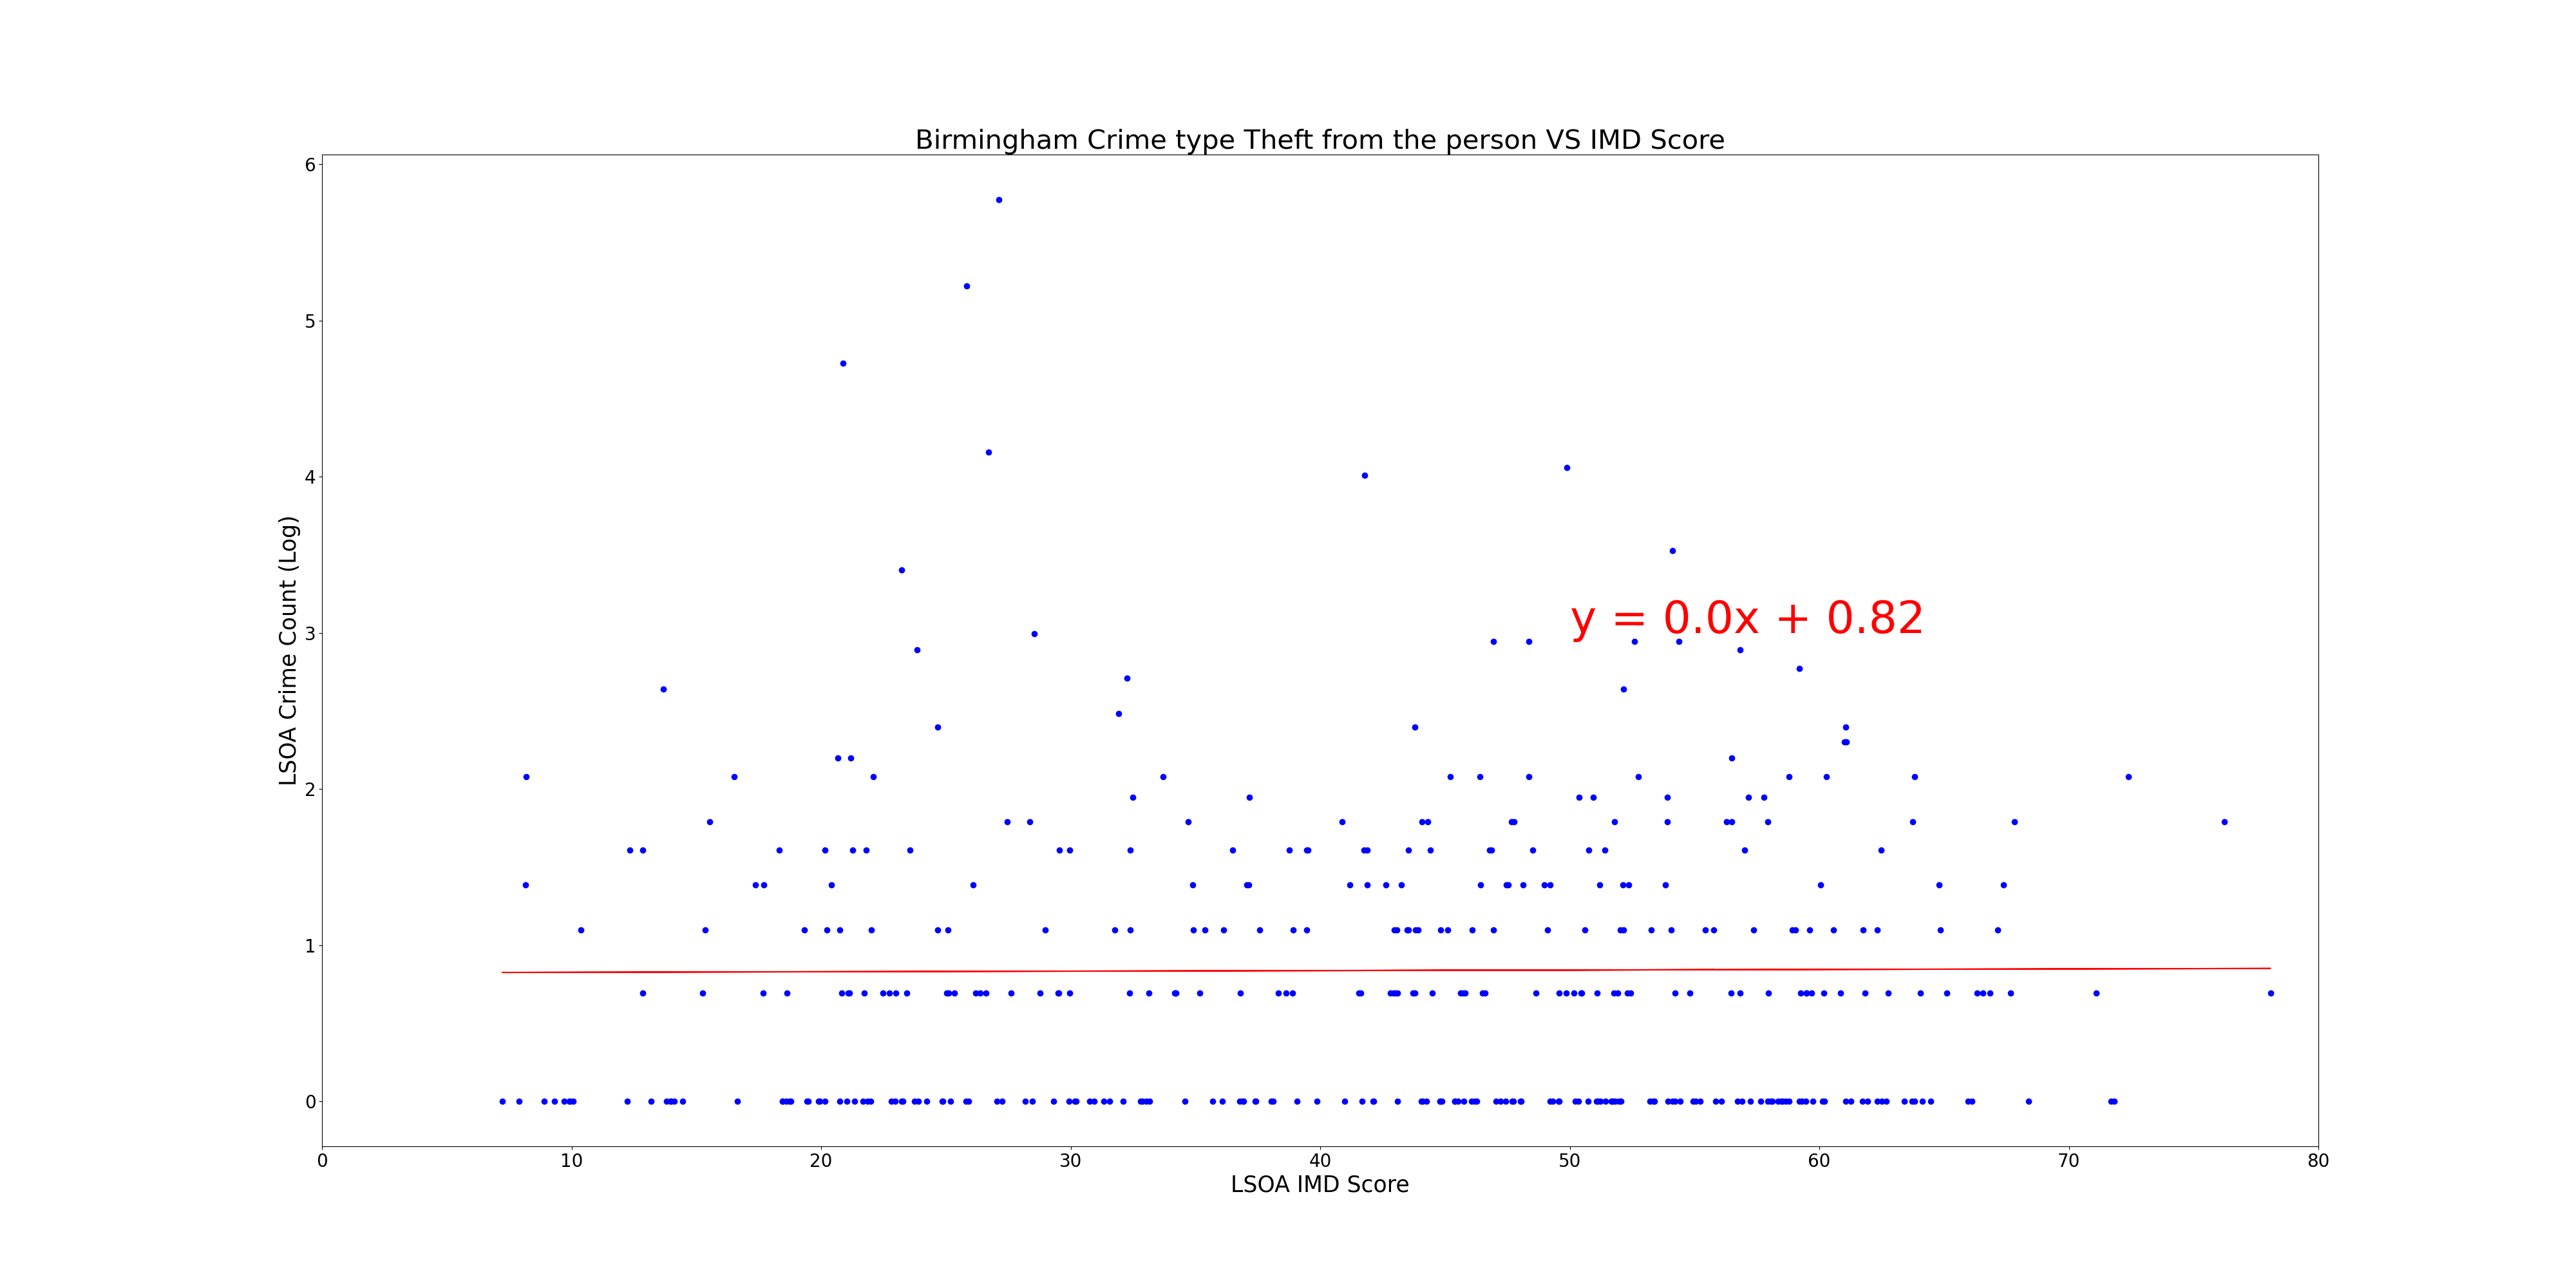 Birmingham Crime type Theft from the person VS IMD Score
6
5
4
3
2
1
0
LSOA Crime Count (Log)
y = 0.0x + 0.82
0 10 20 30 40 50 60 70 80
LSOA IMD Score